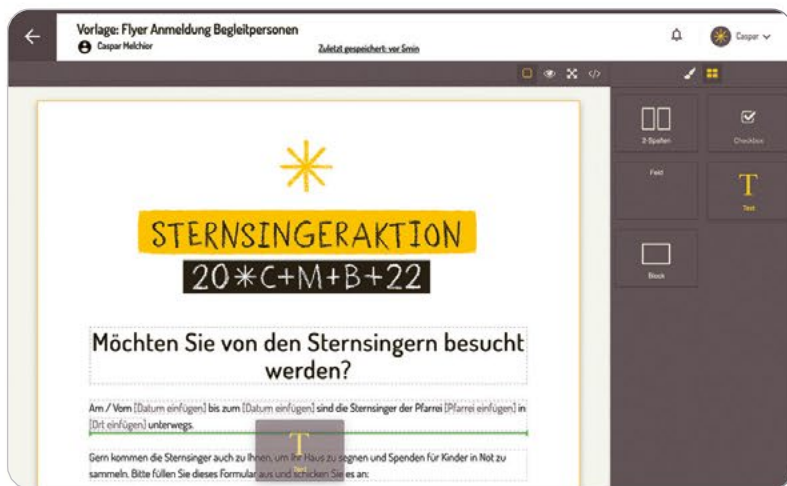 Vorlage: Flyer Anmeldung Begleitpersonen
Caspar Melchior
Zuletzt gespeichert: vor 5min
Caspar
</>
2-Spalten
Checkbox
Feld
T
Text
Block
STERNSINGERAKTION
20*C+M+B+22
Möchten Sie von den Sternsingern besucht
werden?
Am / Vom [Datum einfügen] bis zum [Datum einfügen] sind die Sternsinger der Pfarrei [Pfarrei einfügen] in
[Ort einfügen] unterwegs.
T
Text
Gern kommen die Sternsinger auch zu Ihnen, um Ihr Haus zu segnen und Spenden für Kinder in Not zu
sammeln. Bitte füllen Sie dieses Formular aus und schicken Sie es an: